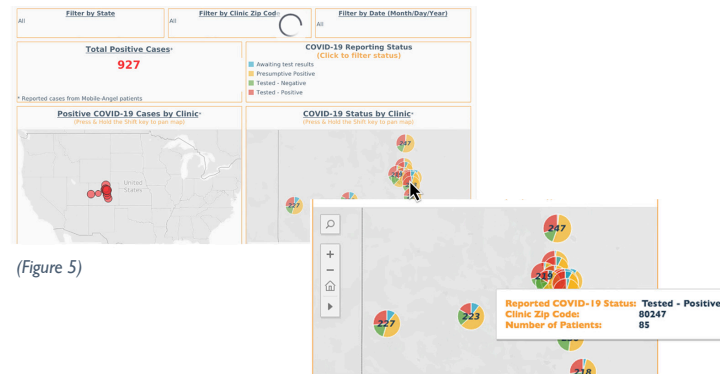 Filter by State
All
Filter by Clinic Zip Code
All
Filter by Date (Month/Day/Year)
All
Total Positive Cases*
927
* Reported cases from Mobile-Angel patients
COVID-19 Reporting Status
(Click to filter status)
Awaiting test results
Presumptive Positive
Tested - Negative
Tested - Positive
Positive COVID-19 Cases by Clinic*
(Press & Hold the Shift key to pan map)
United
States
COVID-19 Status by Clinic*
(Press & Hold the Shift key to pan map)
247
227
(Figure 5)
247
219
223
227
218
Reported COVID-19 Status: Tested - Positive
Clinic Zip Code: 80247
Number of Patients: 85